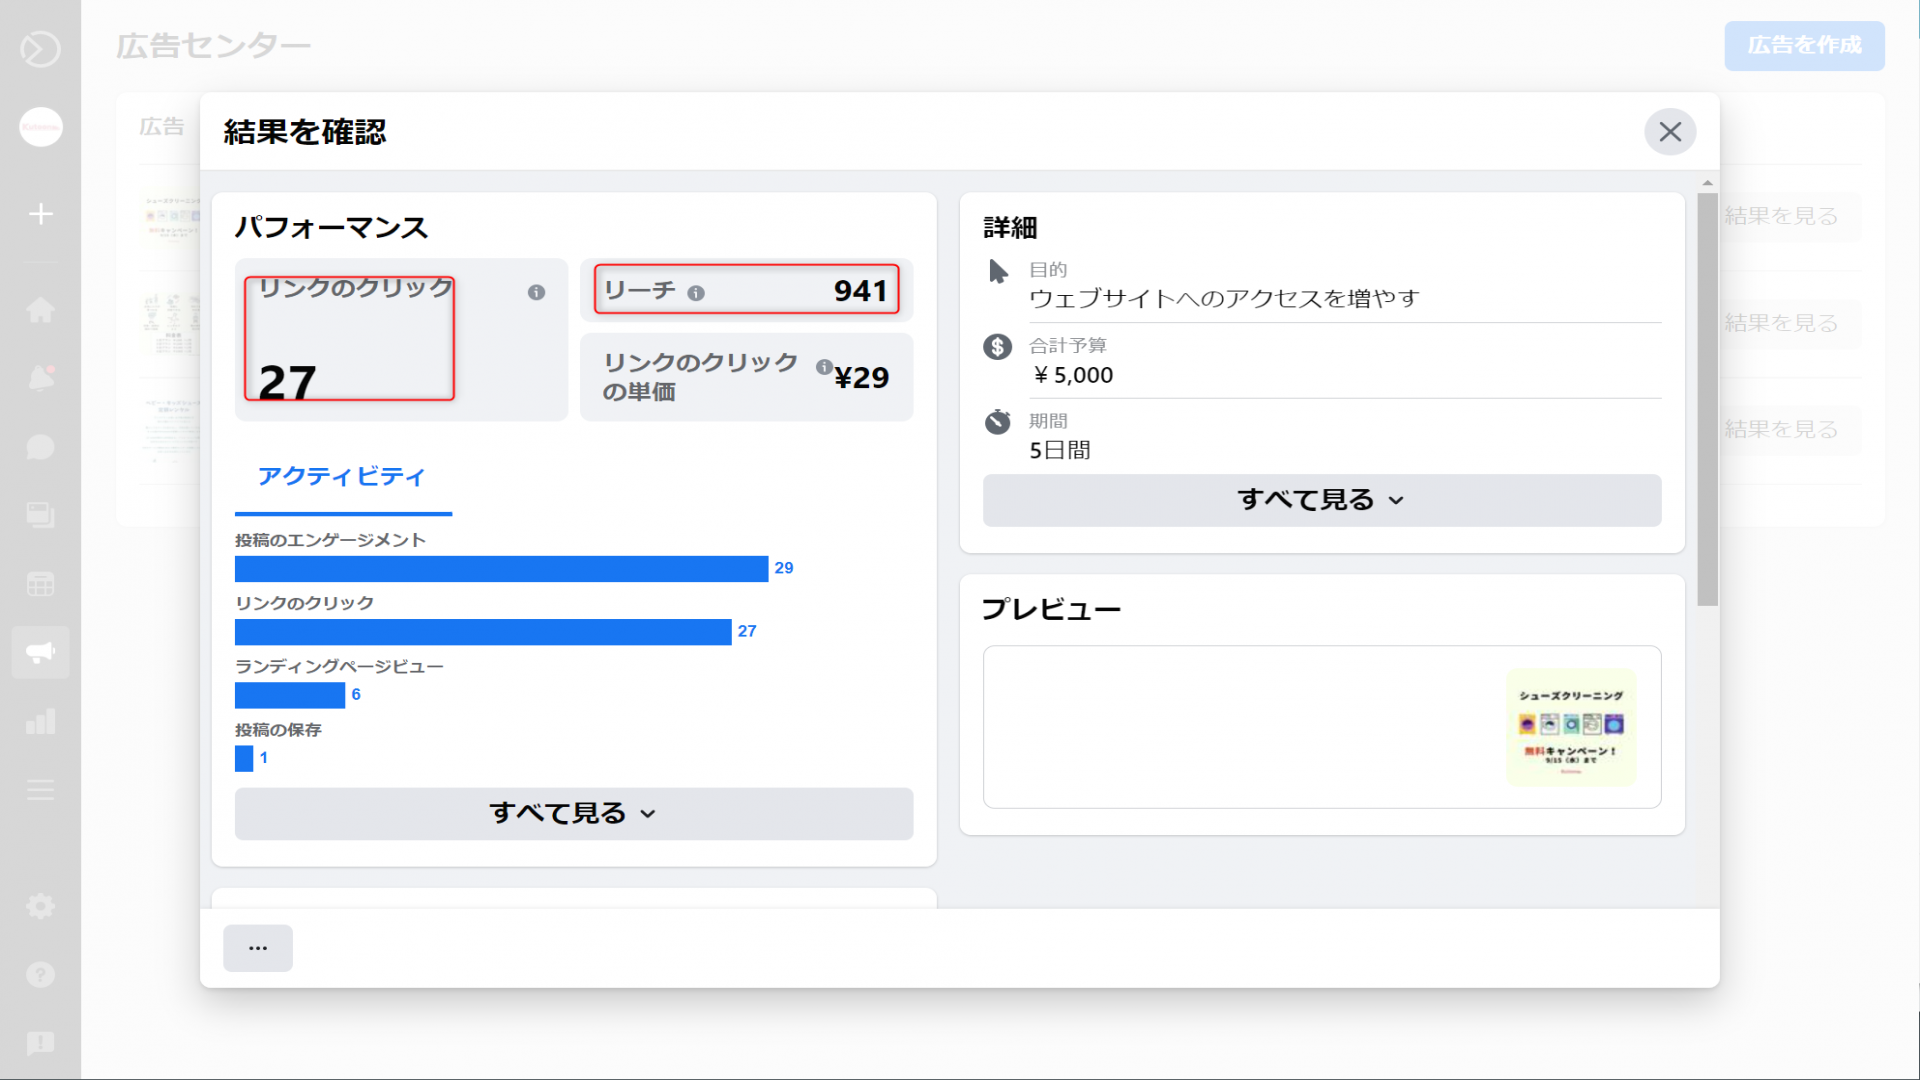 広告センター
広告を作成
広告
結果を確認
パフォーマンス
リンクのクリック
27
リーチ
941
リンクのクリック
の単価
¥29
アクティビティ
投稿のエンゲージメント
29
リンクのクリック
27
ランディングページビュー
6
投稿の保存
1
すべて見る
...
詳細
目的
ウェブサイトへのアクセスを増やす
合計予算
¥ 5,000
期間
5日間
すべて見る
プレビュー
シューズクリーニング
無料キャンペーン!
9/15 (水) まで
結果を見る
結果を見る
結果を見る